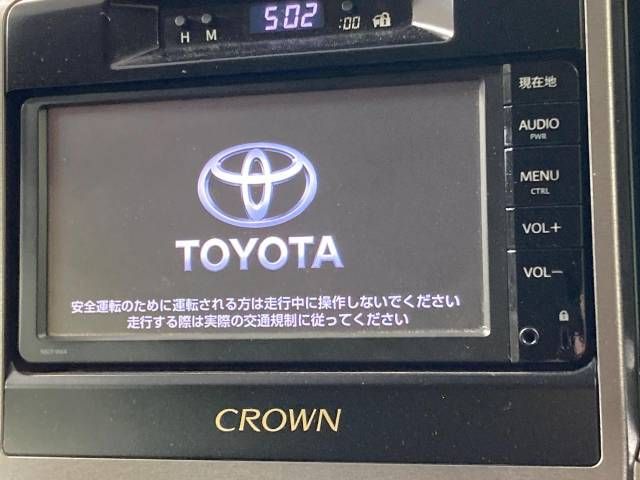 5:02
H M :00
現在地
AUDIO
PWR
MENU
CTRL
VOL+
VOL-
TOYOTA
安全運転のために運転される方は走行中に操作しないでください
走行する際は実際の交通規制に従ってください
CROWN